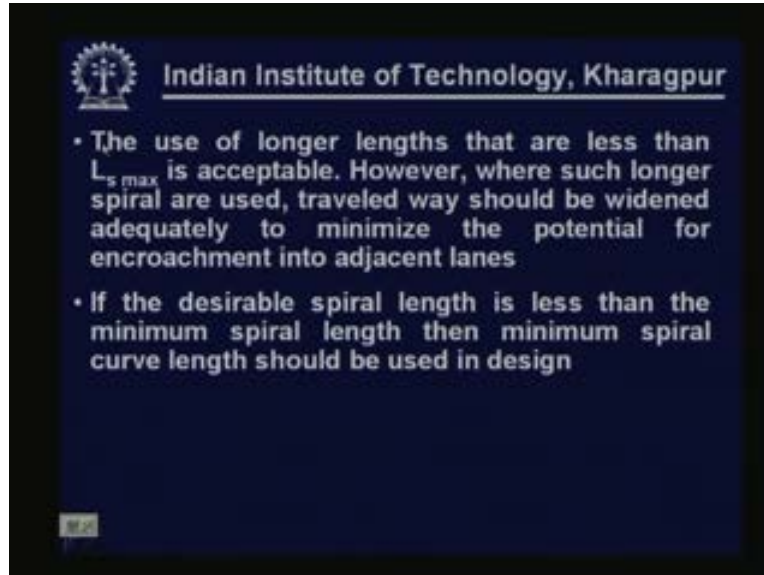 Indian Institute of Technology, Kharagpur
• The use of longer lengths that are less than
Ls max is acceptable. However, where such longer
spiral are used, traveled way should be widened
adequately to minimize the potential for
encroachment into adjacent lanes
• If the desirable spiral length is less than the
minimum spiral length then minimum spiral
curve length should be used in design